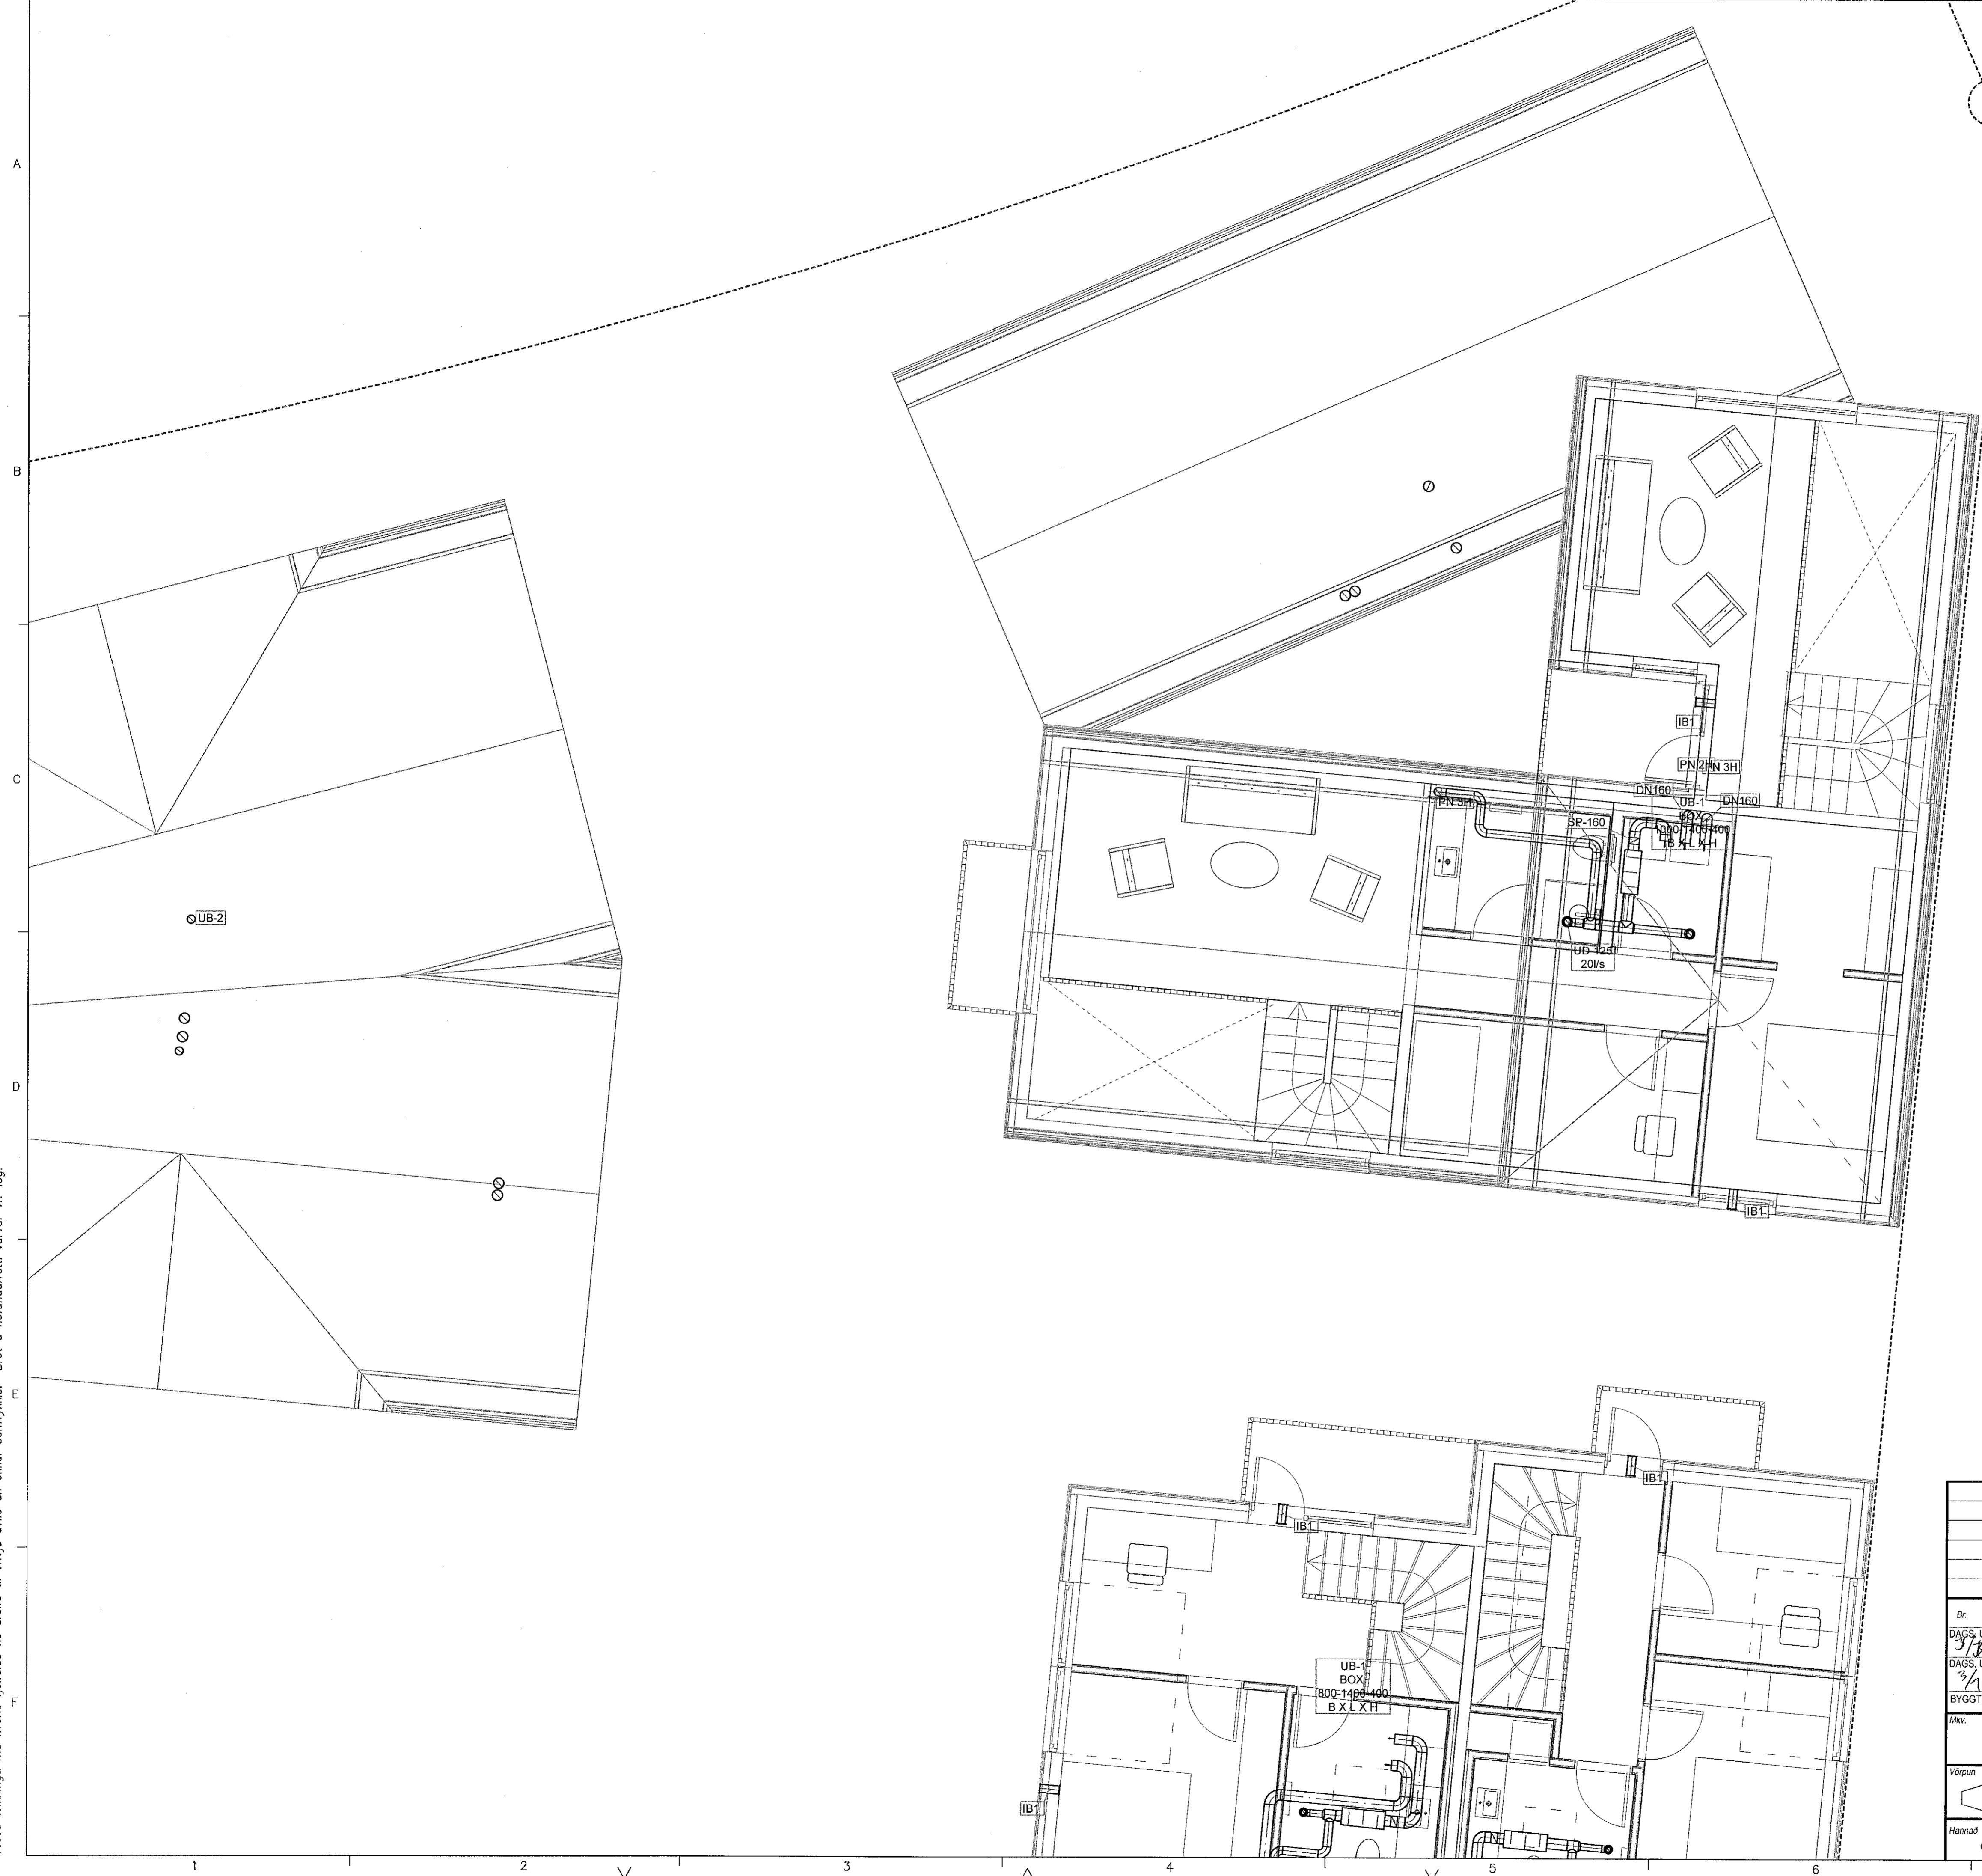 A
B
C
D
E
F
UB-2
IB1
PN 2H
PN 3H
DN160
DN160
UB-1
BOX
1000-1400-400
B X L X H
PN 3H
SP-160
UD-125
20l/s
IB1
IB1
IB1
UB-1
BOX
800-1400-400
B X L X H
IB1
Br.
DAGS. U
DAGS. U
BYGGT
Mkv.
Vörpun
Hannað
1
2
3
4
5
6